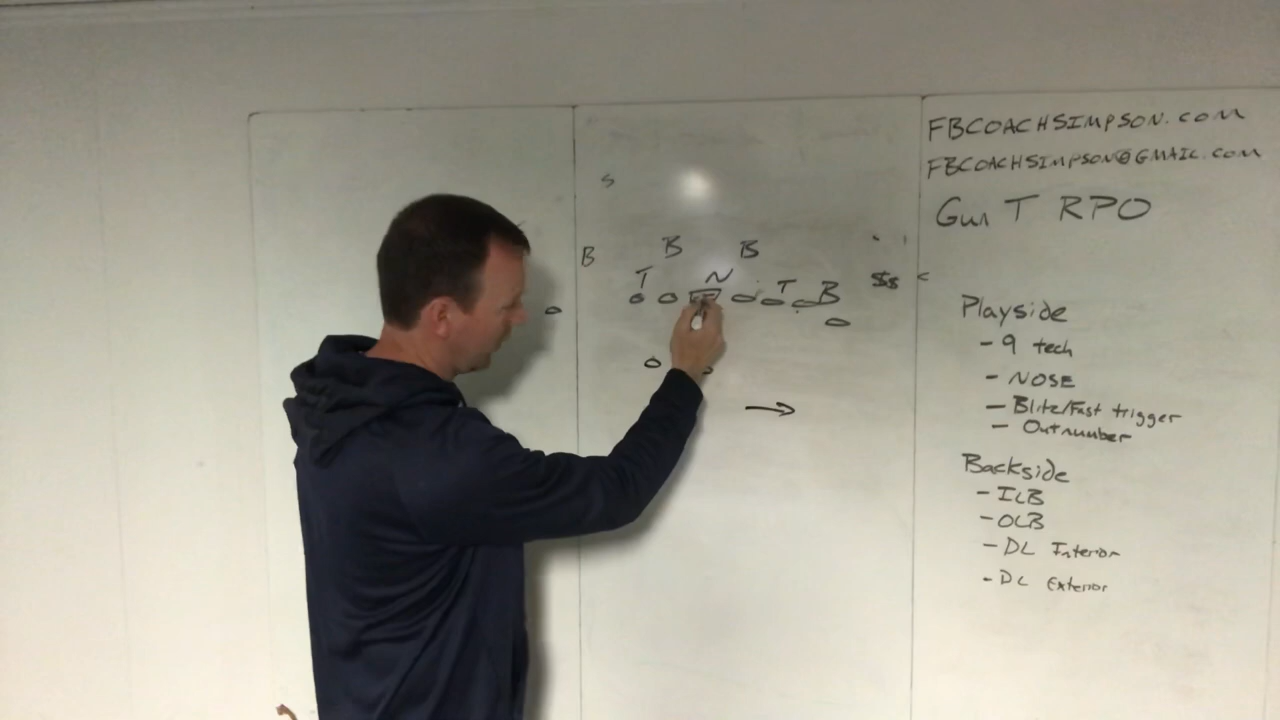 FBCOACHSIMPSON.COM
FBCOACHSIMPSON@GMAIL.COM
Gun T RPO
S
B B B
T N T B
$s C
Playside
- 9 tech
- NOSE
- Blitz/Fast trigger
- Outnumber
Backside
- ILB
- OLB
- DL Interior
- DL Exterior